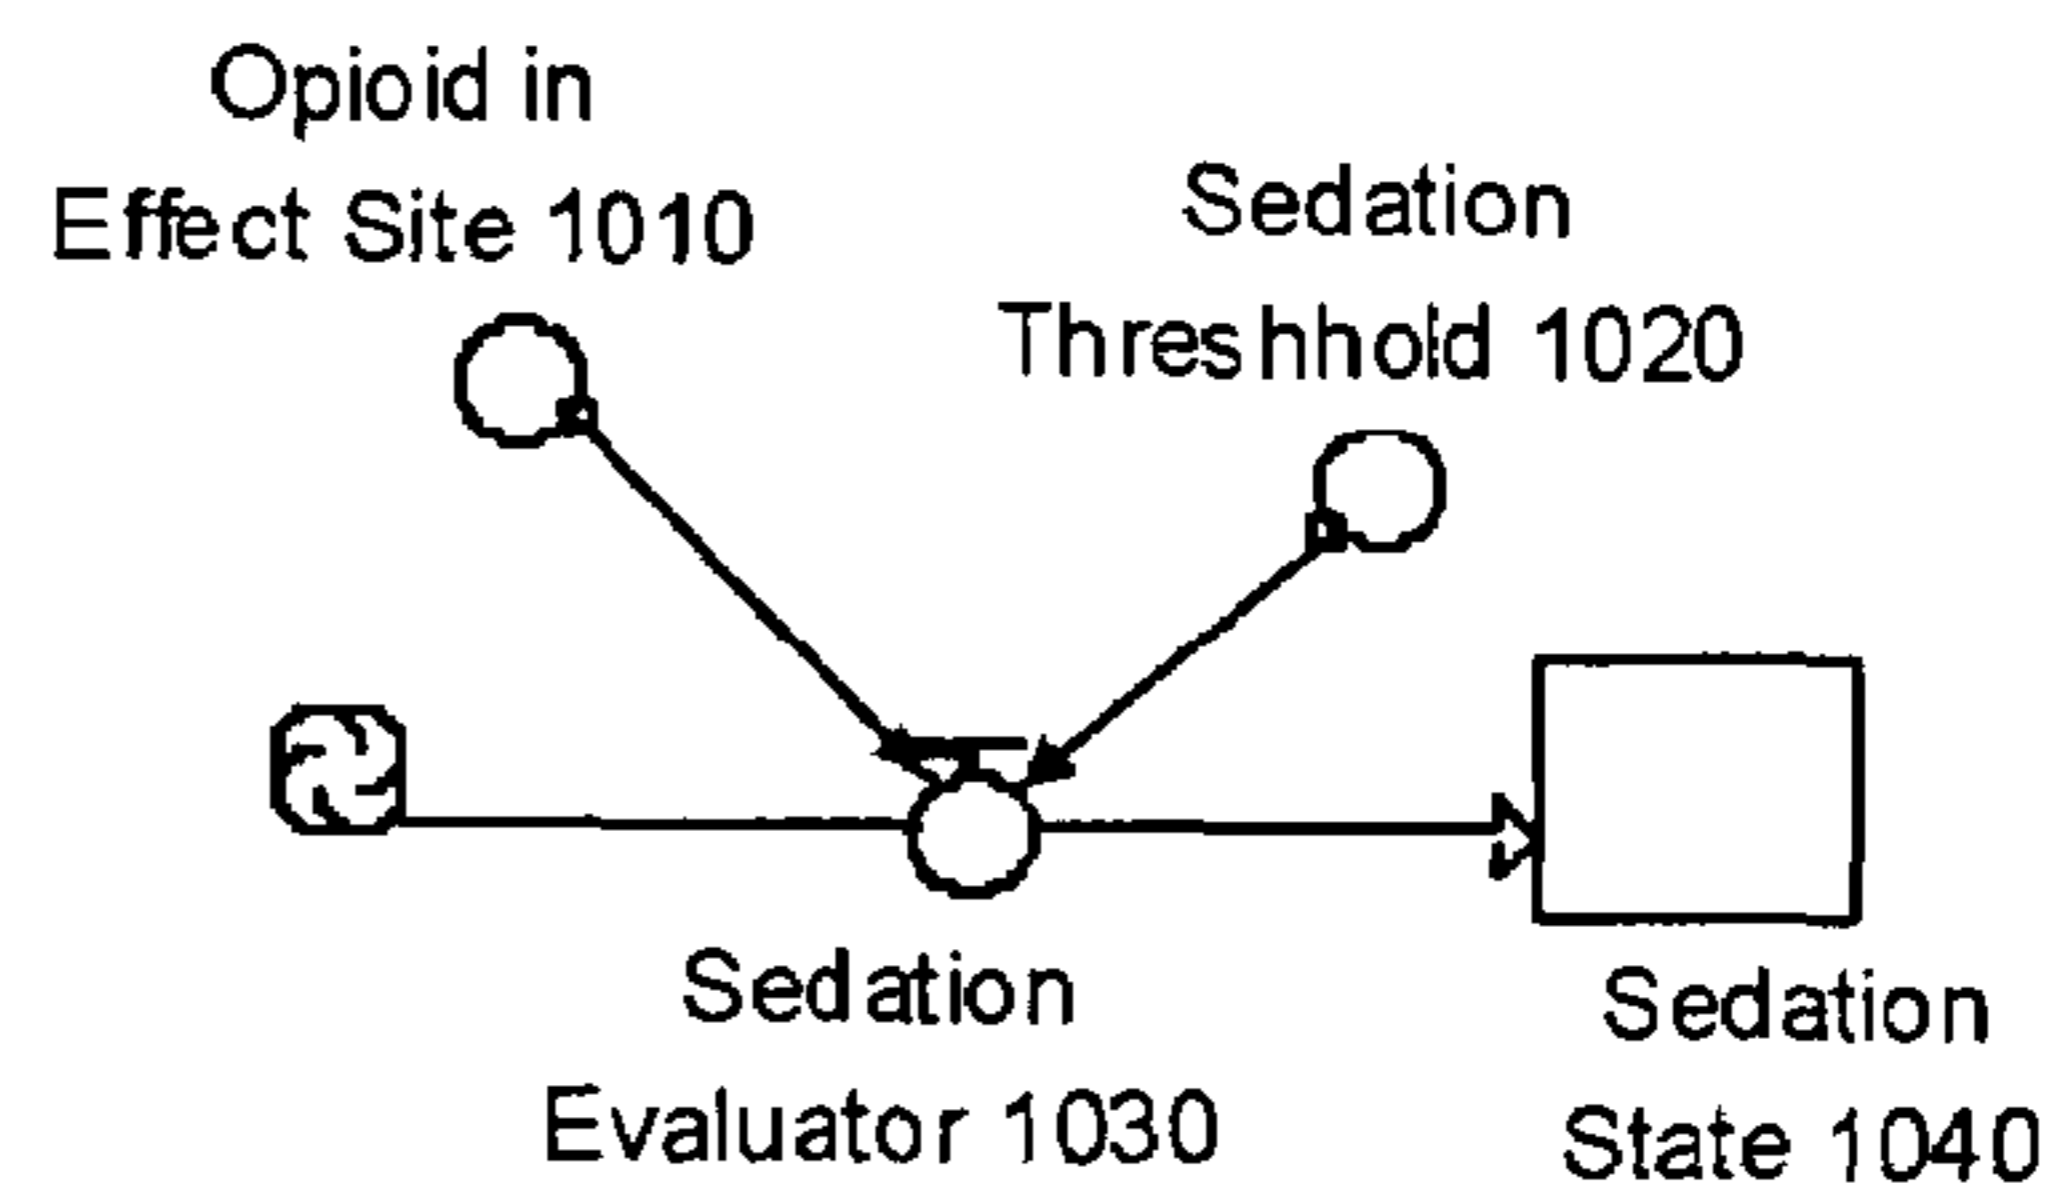 Opioid in
Effect Site 1010
Sedation
Threshhold 1020
Sedation
Evaluator 1030
Sedation
State 1040